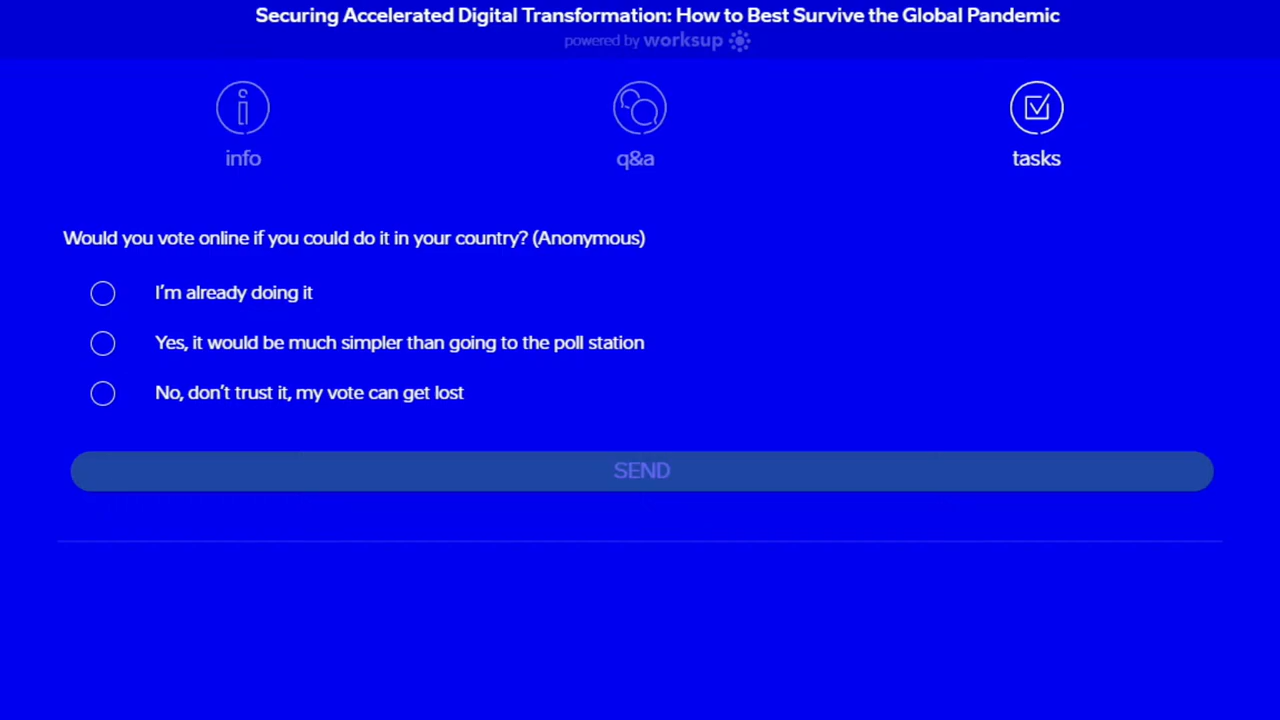 Securing Accelerated Digital Transformation: How to Best Survive the Global Pandemic
powered by worksup
info
q&a
tasks
Would you vote online if you could do it in your country? (Anonymous)
I'm already doing it
Yes, it would be much simpler than going to the poll station
No, don't trust it, my vote can get lost
SEND